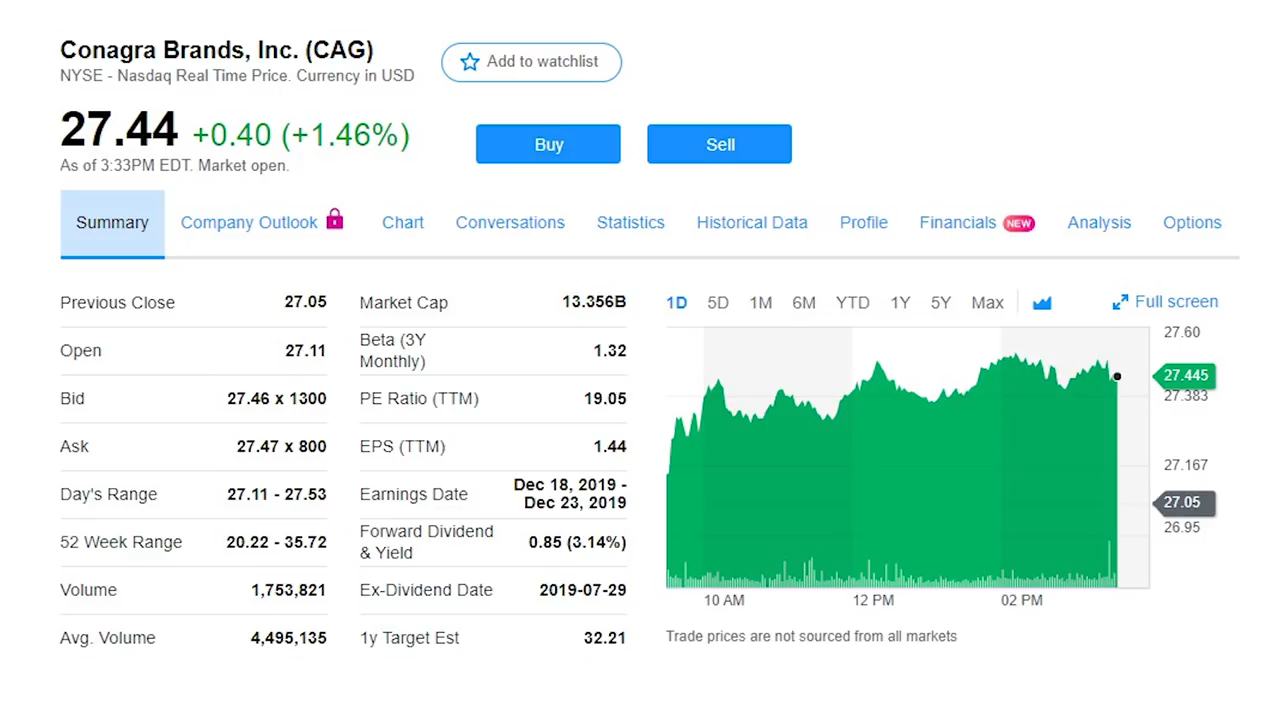 Conagra Brands, Inc. (CAG)
NYSE - Nasdaq Real Time Price. Currency in USD
Add to watchlist
27.44 +0.40 (+1.46%)
As of 3:33PM EDT. Market open.
Buy
Sell
Summary
Company Outlook
Chart
Conversations
Statistics
Historical Data
Profile
Financials NEW
Analysis
Options
Previous Close 27.05
Open 27.11
Bid 27.46 x 1300
Ask 27.47 x 800
Day's Range 27.11 - 27.53
52 Week Range 20.22 - 35.72
Volume 1,753,821
Avg. Volume 4,495,135
Market Cap 13.356B
Beta (3Y
Monthly) 1.32
PE Ratio (TTM) 19.05
EPS (TTM) 1.44
Earnings Date Dec 18, 2019 -
Dec 23, 2019
Forward Dividend
& Yield 0.85 (3.14%)
Ex-Dividend Date 2019-07-29
1y Target Est 32.21
1D 5D 1M 6M YTD 1Y 5Y Max
Full screen
27.60
27.445
27.383
27.167
27.05
26.95
10 AM 12 PM 02 PM
Trade prices are not sourced from all markets